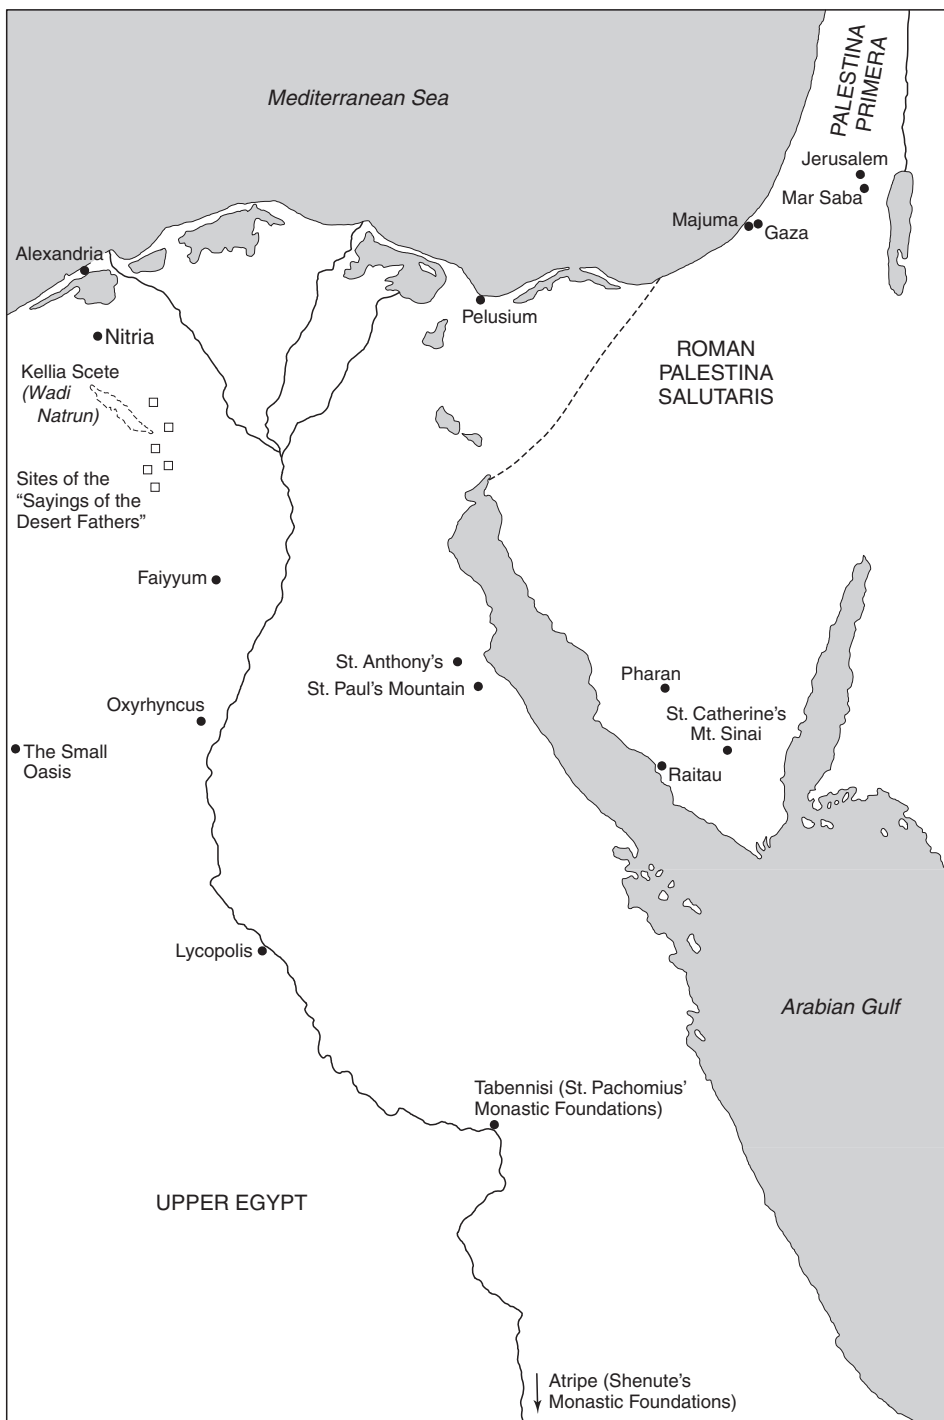 Mediterranean Sea
PALESTINA
PRIMERA
Jerusalem
Mar Saba
Majuma
Gaza
Alexandria
Pelusium
Nitria
ROMAN
PALESTINA
SALUTARIS
Kellia Scete
(Wadi
Natrun)
Sites of the
“Sayings of the
Desert Fathers”
Faiyyum
St. Anthony’s
St. Paul’s Mountain
Pharan
St. Catherine’s
Mt. Sinai
Oxyrhyncus
The Small
Oasis
Raitau
Lycopolis
Arabian Gulf
Tabennisi (St. Pachomius’
Monastic Foundations)
UPPER EGYPT
Atripe (Shenute’s
Monastic Foundations)